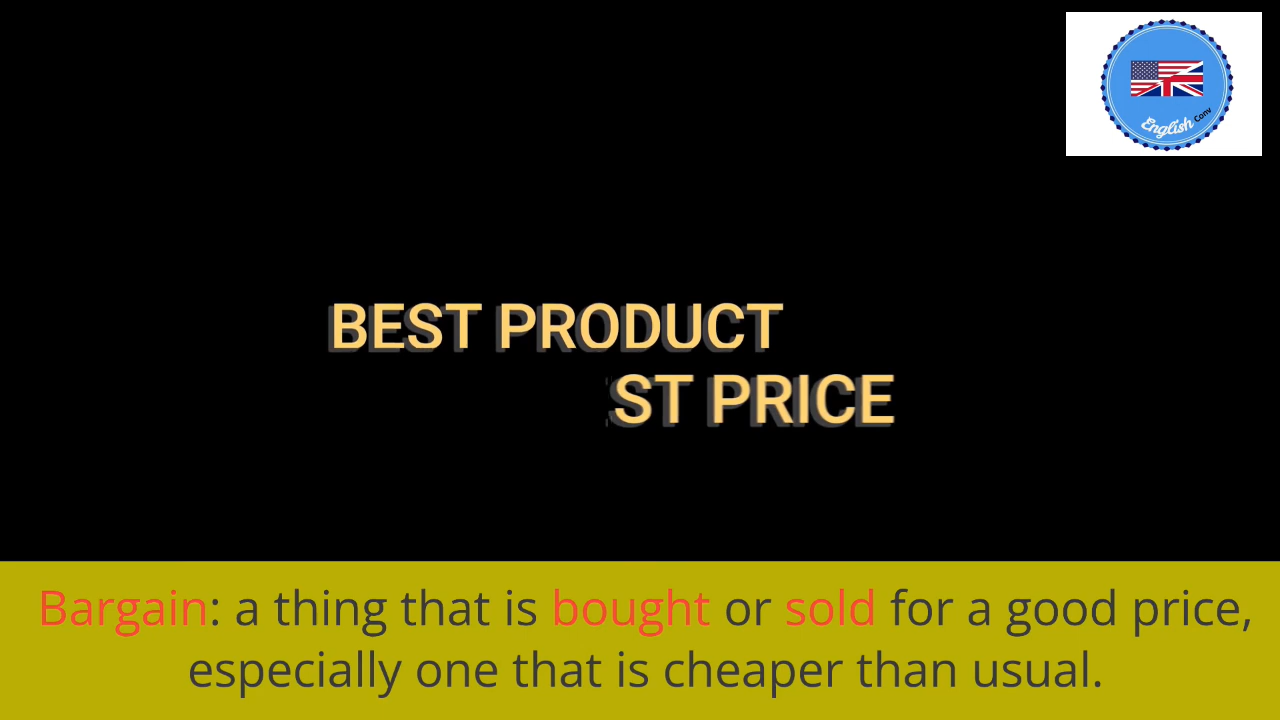 English Conv
BEST PRODUCT
ST PRICE
Bargain: a thing that is bought or sold for a good price,
especially one that is cheaper than usual.